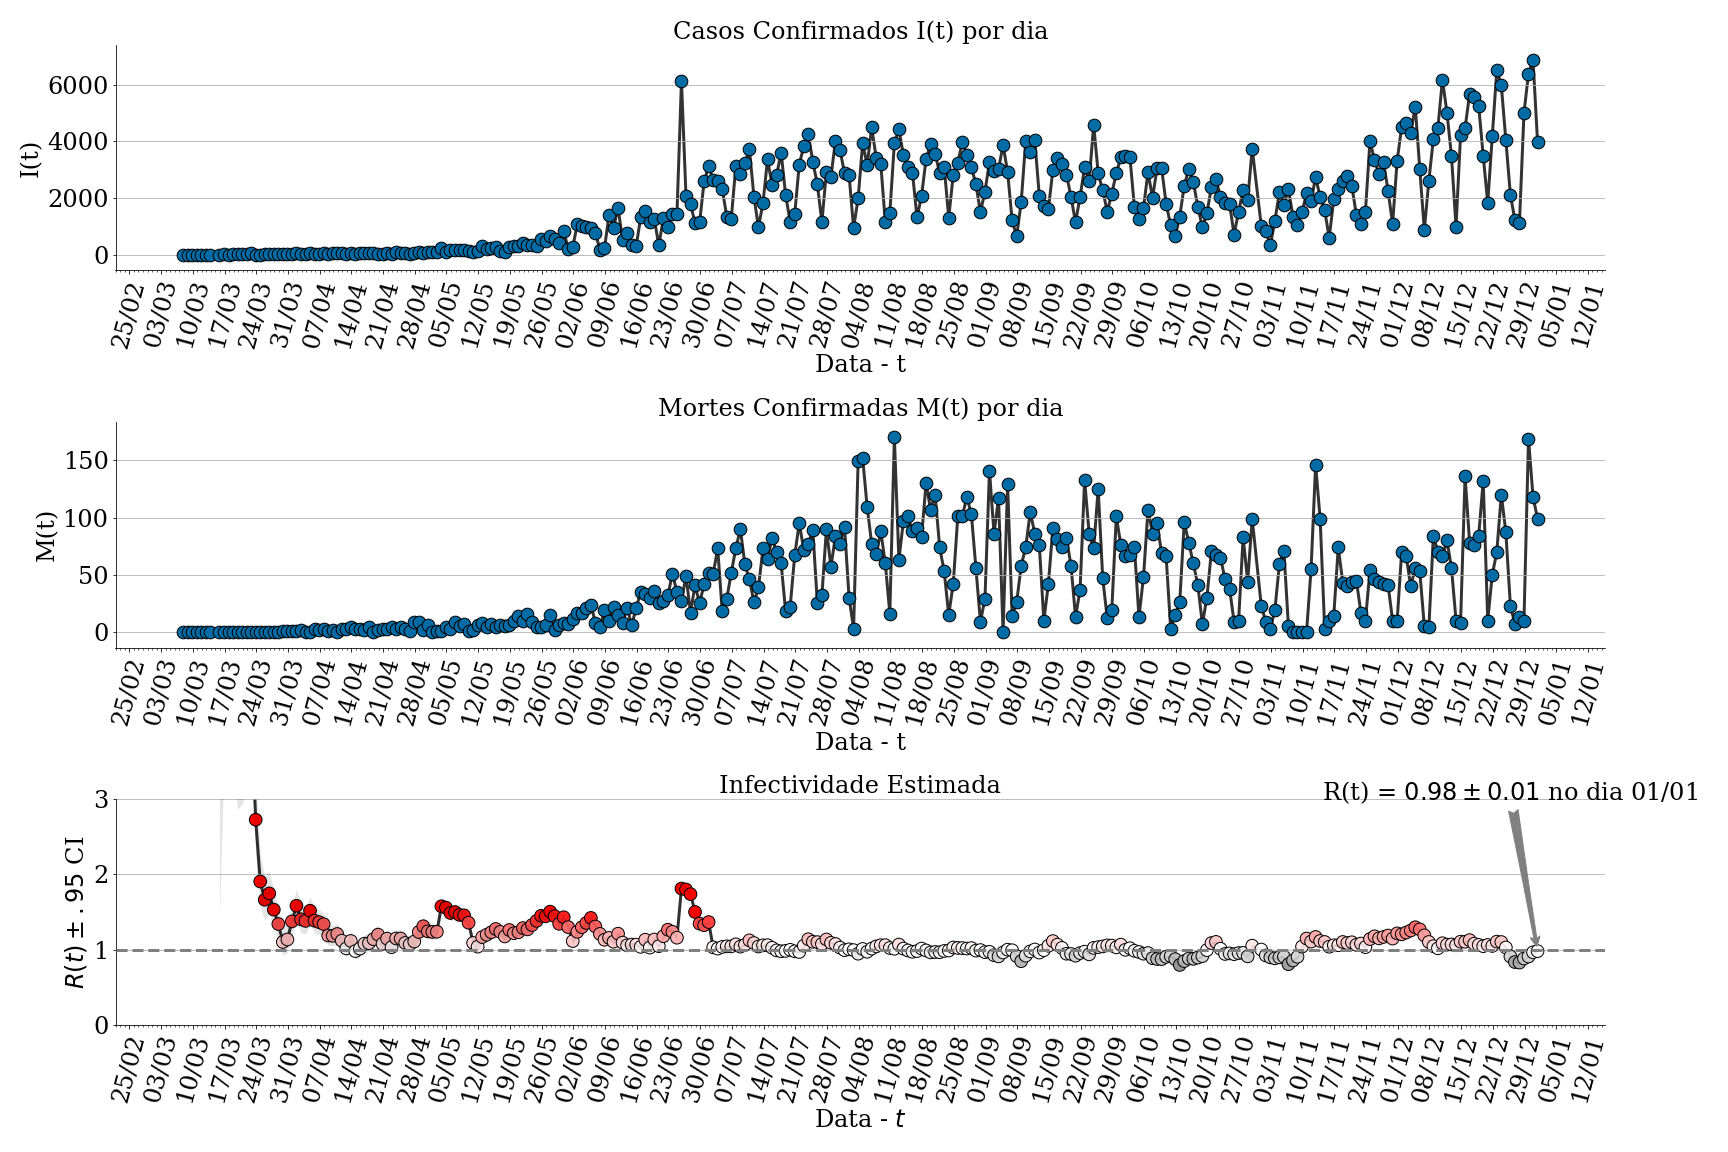 Casos Confirmados I(t) por dia
I(t)
6000
4000
2000
0
25/02 03/03 10/03 17/03 24/03 31/03 07/04 14/04 21/04 28/04 05/05 12/05 19/05 26/05 02/06 09/06 16/06 23/06 30/06 07/07 14/07 21/07 28/07 04/08 11/08 18/08 25/08 01/09 08/09 15/09 22/09 29/09 06/10 13/10 20/10 27/10 03/11 10/11 17/11 24/11 01/12 08/12 15/12 22/12 29/12 05/01 12/01
Data - t
Mortes Confirmadas M(t) por dia
M(t)
150
100
50
0
25/02 03/03 10/03 17/03 24/03 31/03 07/04 14/04 21/04 28/04 05/05 12/05 19/05 26/05 02/06 09/06 16/06 23/06 30/06 07/07 14/07 21/07 28/07 04/08 11/08 18/08 25/08 01/09 08/09 15/09 22/09 29/09 06/10 13/10 20/10 27/10 03/11 10/11 17/11 24/11 01/12 08/12 15/12 22/12 29/12 05/01 12/01
Data - t
Infectividade Estimada
R(t) = 0.98 ± 0.01 no dia 01/01
R(t) ± .95 CI
3
2
1
0
25/02 03/03 10/03 17/03 24/03 31/03 07/04 14/04 21/04 28/04 05/05 12/05 19/05 26/05 02/06 09/06 16/06 23/06 30/06 07/07 14/07 21/07 28/07 04/08 11/08 18/08 25/08 01/09 08/09 15/09 22/09 29/09 06/10 13/10 20/10 27/10 03/11 10/11 17/11 24/11 01/12 08/12 15/12 22/12 29/12 05/01 12/01
Data - t